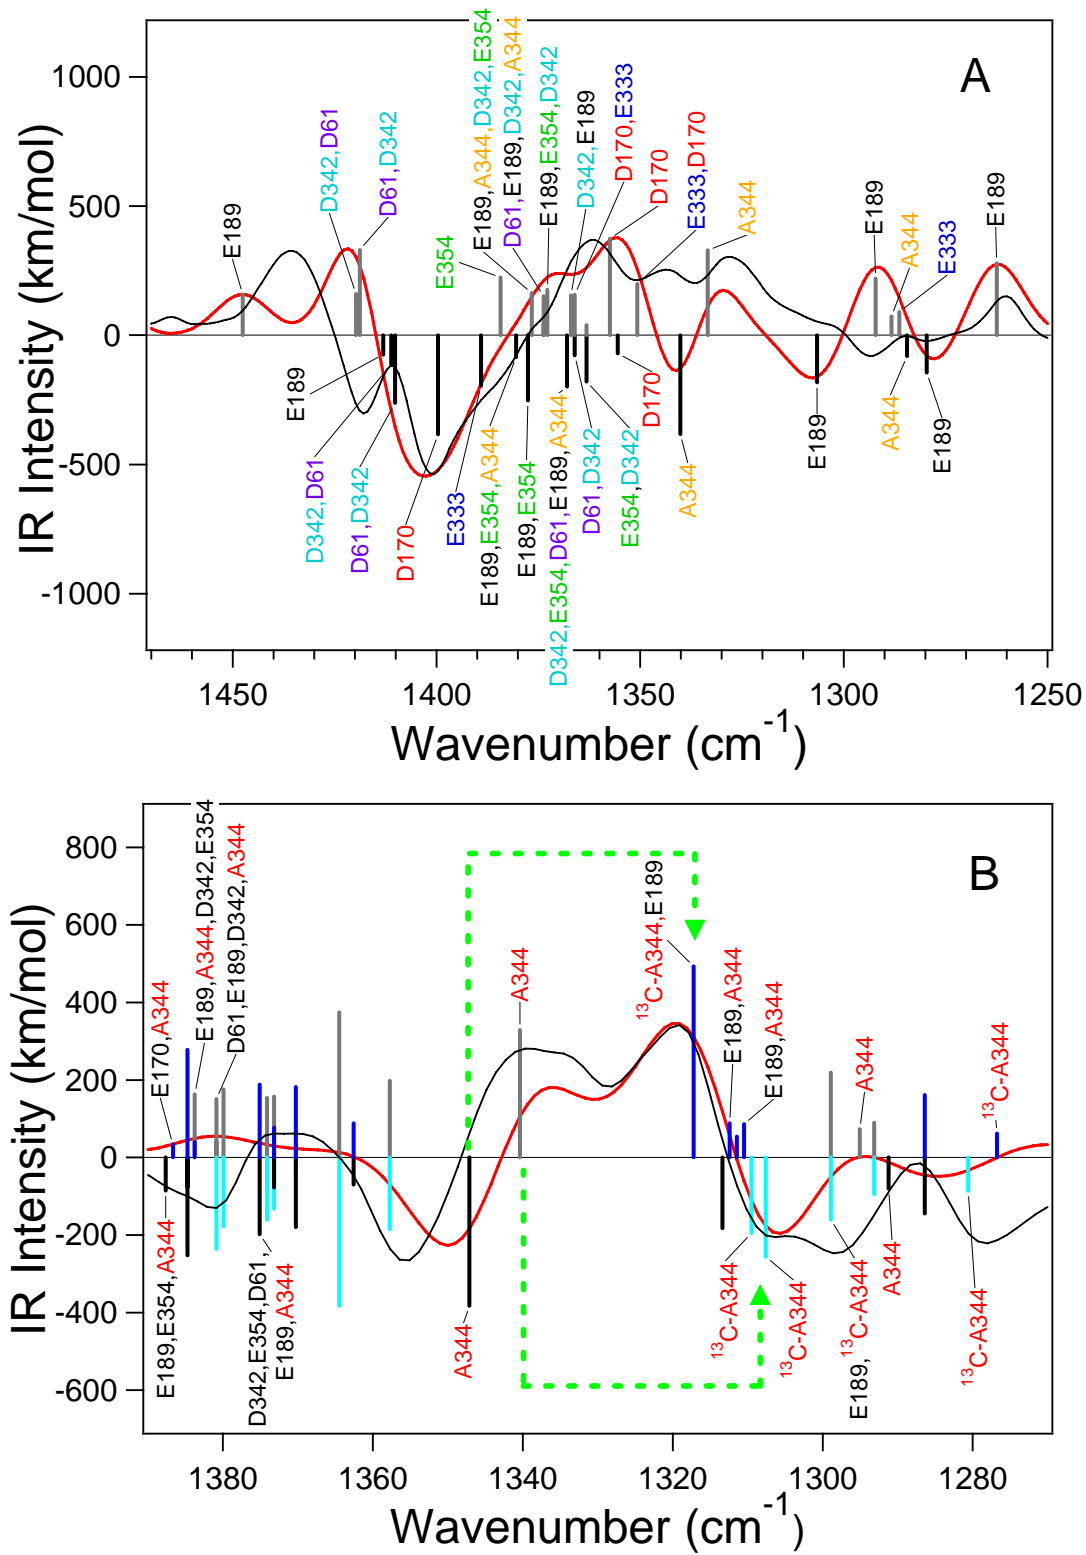 A
IR Intensity (km/mol)
1000
500
0
-500
-1000
E189
D342,D61
D61,D342
E354
E189,A344,D342,E354
D61,E189,D342,A344
E189,E354,D342
D342,E189
D170,E333
D170
E333,D170
A344
E189
A344
E333
E189
E189
D342,D61
D61,D342
D170
E333
E189,E354,A344
E189,E354
D342,E354,D61,E189,A344
D61,D342
E354,D342
D170
A344
E189
A344
E189
1450
1400
1350
1300
1250
Wavenumber (cm⁻¹)
B
IR Intensity (km/mol)
800
600
400
200
0
-200
-400
-600
E170,A344
E189,A344,D342,E354
D61,E189,D342,A344
A344
¹³C-A344,E189
E189,A344
E189,A344
A344
¹³C-A344
E189,E354,A344
D342,E354,D61,
E189,A344
A344
¹³C-A344
¹³C-A344
E189,¹³C-A344
A344
¹³C-A344
1380
1360
1340
1320
1300
1280
Wavenumber (cm⁻¹)